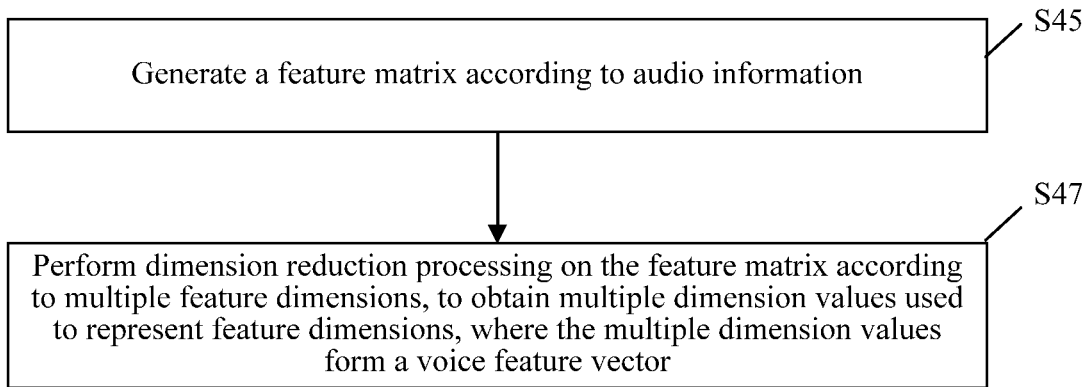 S45
Generate a feature matrix according to audio information
S47
Perform dimension reduction processing on the feature matrix according
to multiple feature dimensions, to obtain multiple dimension values used
to represent feature dimensions, where the multiple dimension values
form a voice feature vector